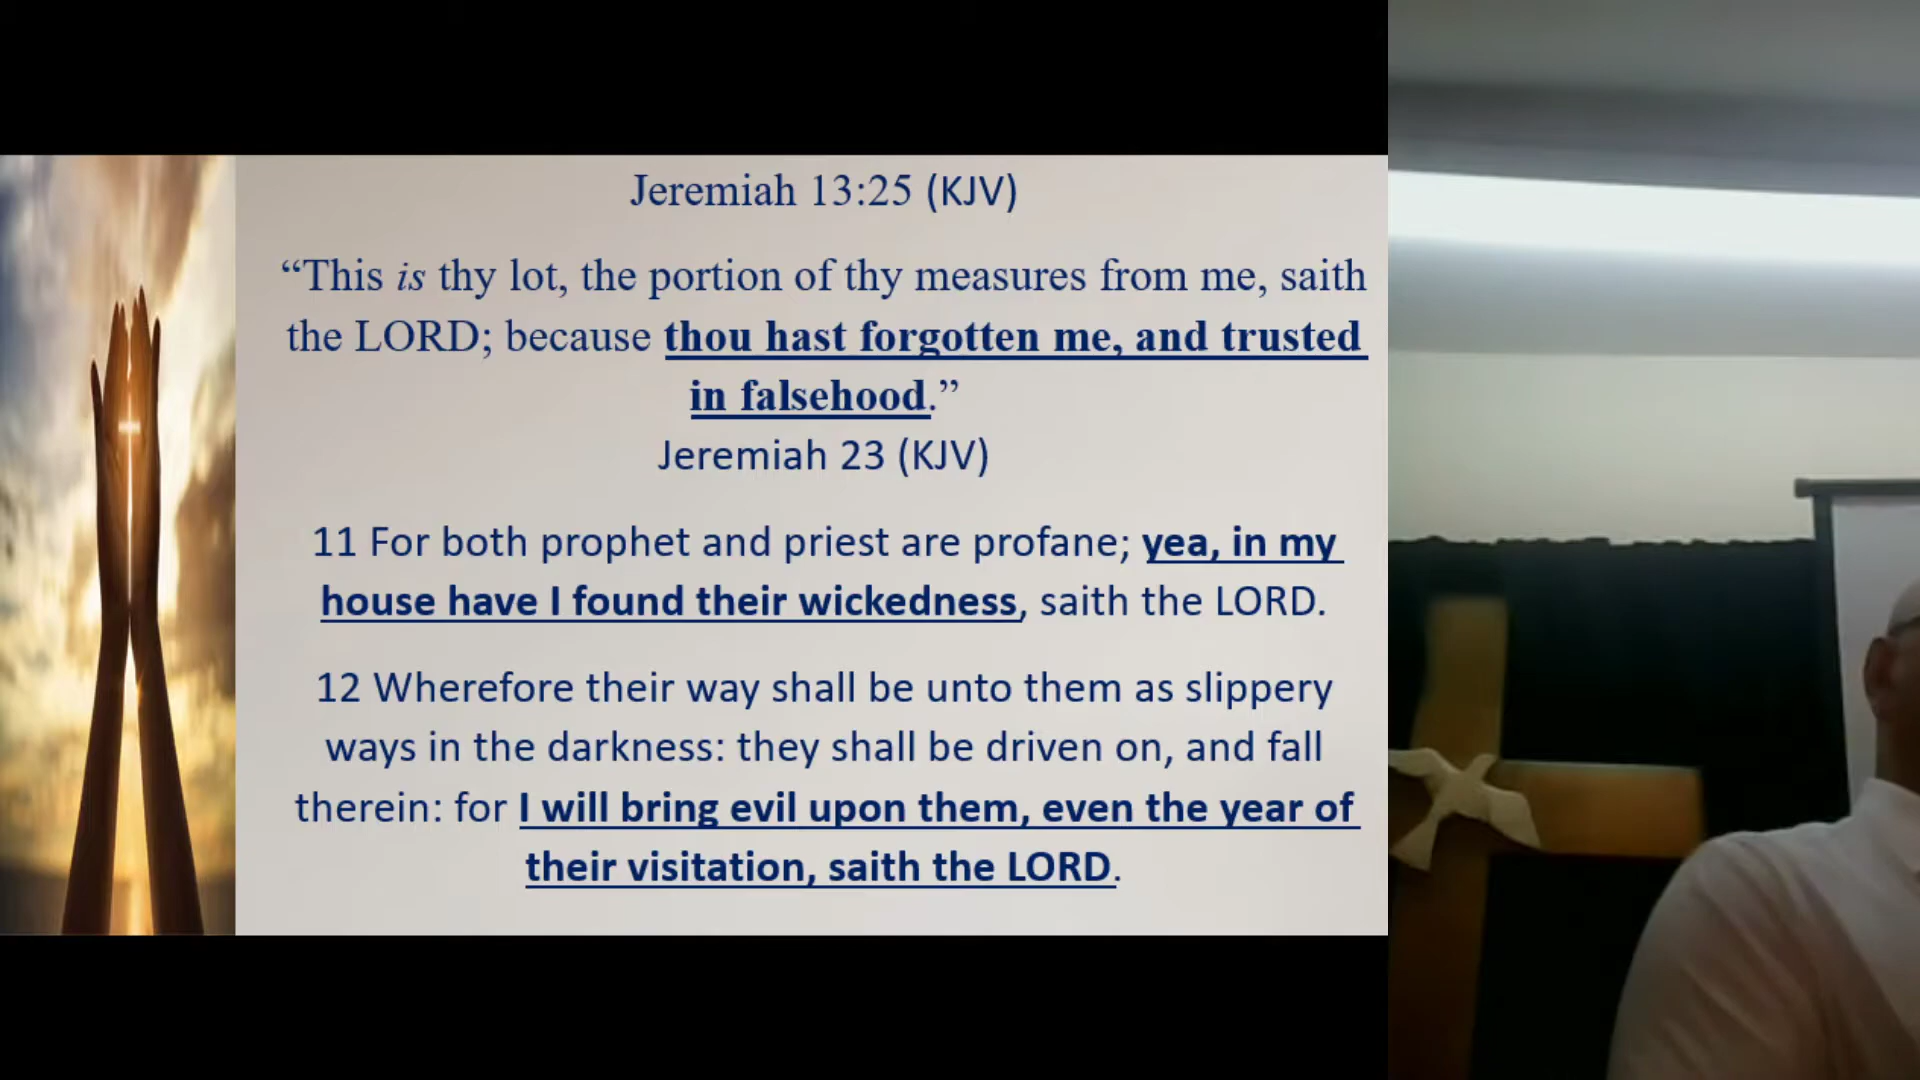 Jeremiah 13:25 (KJV)
“This is thy lot, the portion of thy measures from me, saith
the LORD; because thou hast forgotten me, and trusted
in falsehood.”
Jeremiah 23 (KJV)
11 For both prophet and priest are profane; yea, in my
house have I found their wickedness, saith the LORD.
12 Wherefore their way shall be unto them as slippery
ways in the darkness: they shall be driven on, and fall
therein: for I will bring evil upon them, even the year of
their visitation, saith the LORD.